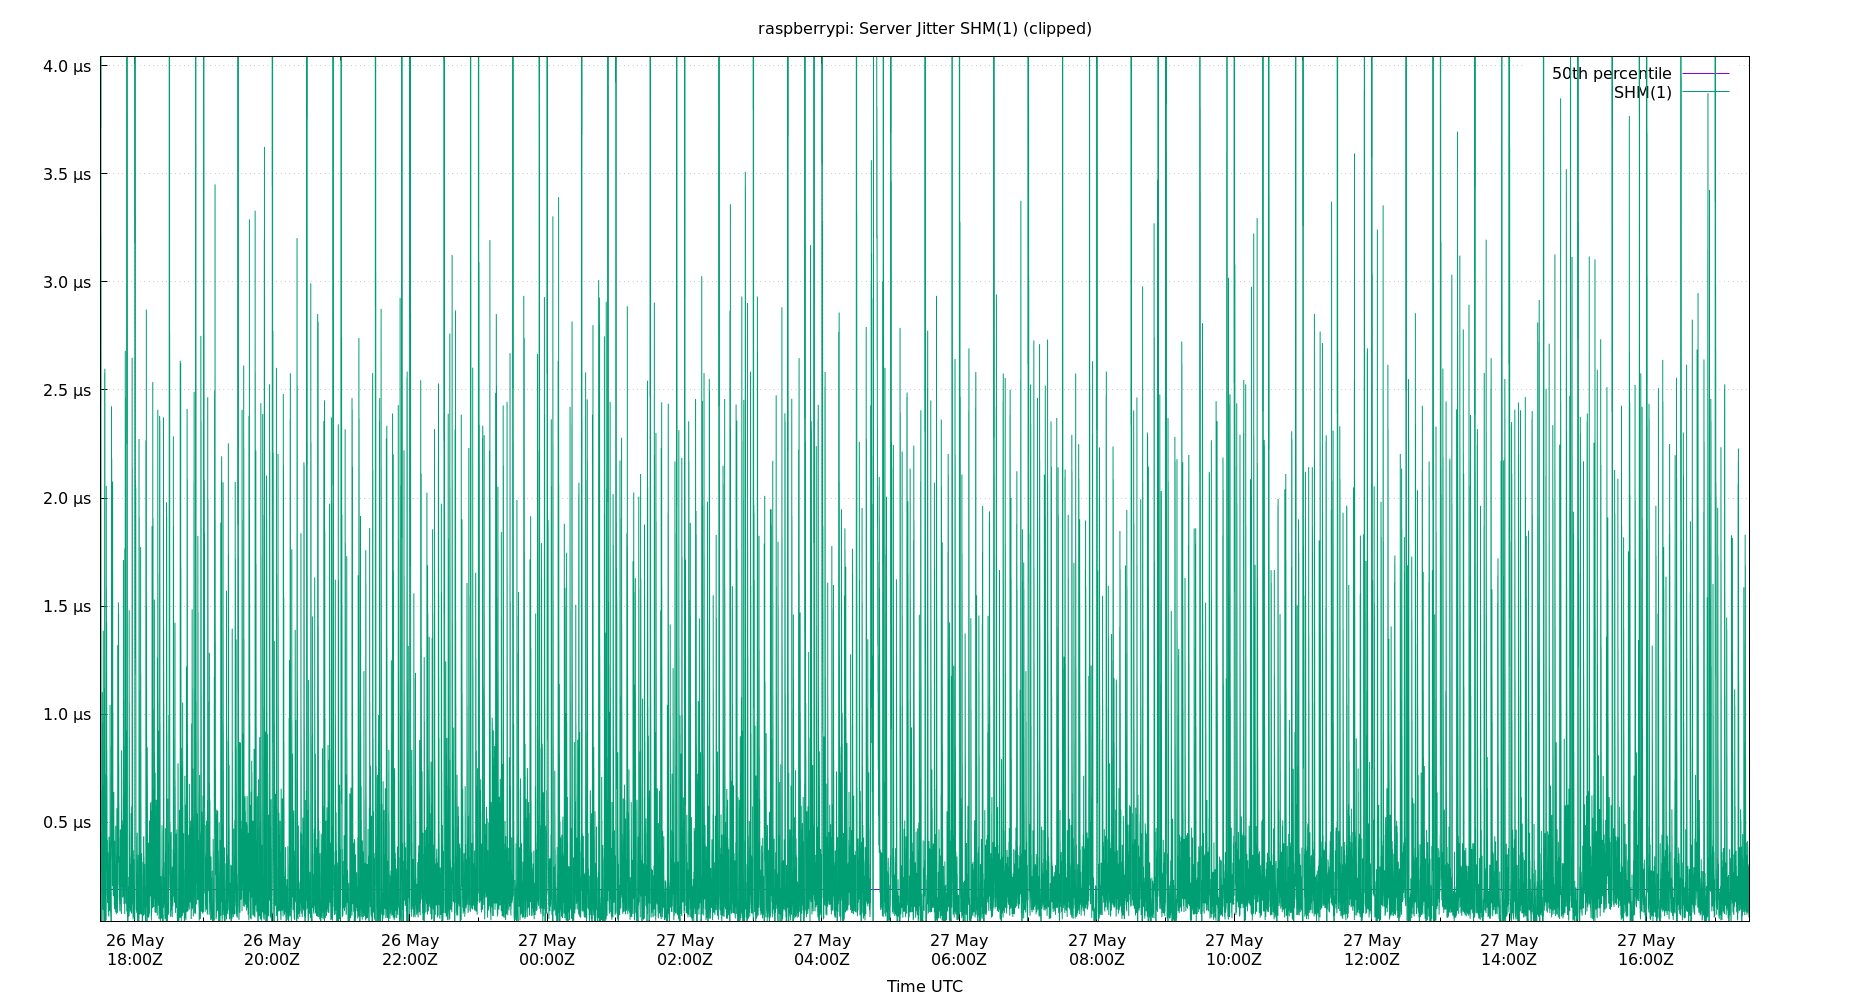 raspberrypi: Server Jitter SHM(1) (clipped)
50th percentile
SHM(1)
4.0 µs
3.5 µs
3.0 µs
2.5 µs
2.0 µs
1.5 µs
1.0 µs
0.5 µs
26 May 26 May 26 May 27 May 27 May 27 May 27 May 27 May 27 May 27 May 27 May 27 May
18:00Z 20:00Z 22:00Z 00:00Z 02:00Z 04:00Z 06:00Z 08:00Z 10:00Z 12:00Z 14:00Z 16:00Z
Time UTC